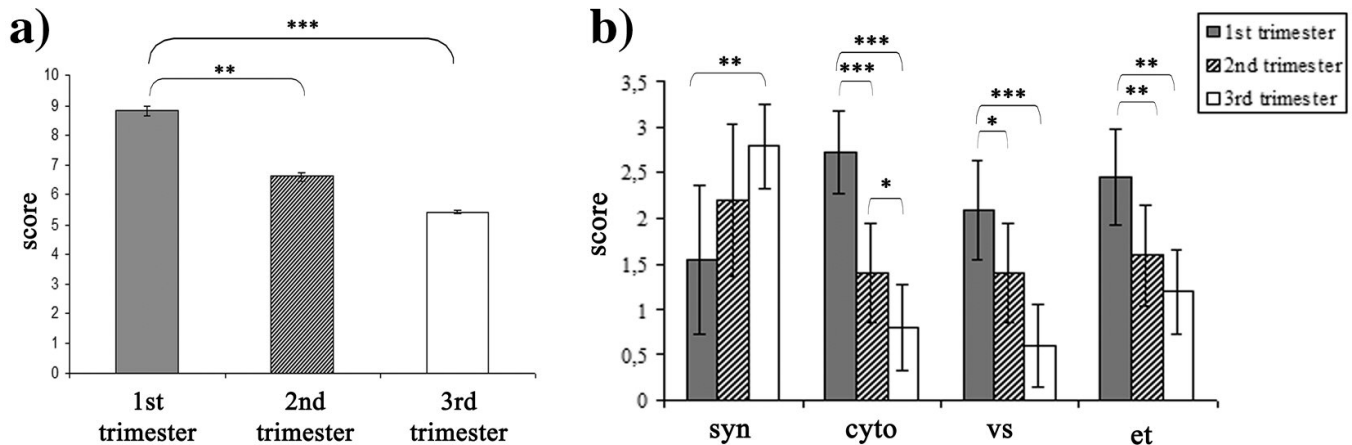 a)
***
**
score
10
9
8
7
6
5
4
3
2
1
0
1st trimester
2nd trimester
3rd trimester
b)
1st trimester
2nd trimester
3rd trimester
score
3,5
3
2,5
2
1,5
1
0,5
0
**
***
***
*
***
*
**
**
syn
cyto
vs
et